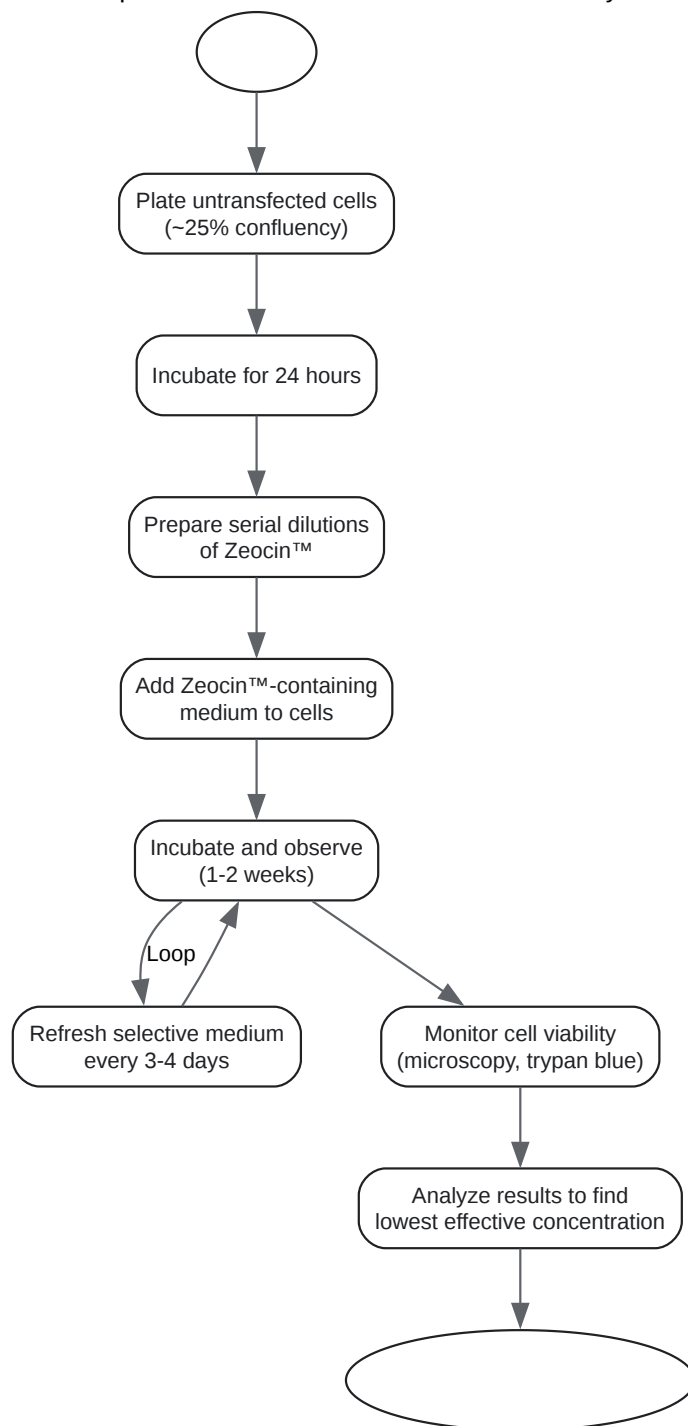 Plate untransfected cells
(~25% confluency)
Incubate for 24 hours
Prepare serial dilutions
of Zeocin™
Add Zeocin™-containing
medium to cells
Incubate and observe
(1-2 weeks)
Loop
Refresh selective medium
every 3-4 days
Monitor cell viability
(microscopy, trypan blue)
Analyze results to find
lowest effective concentration